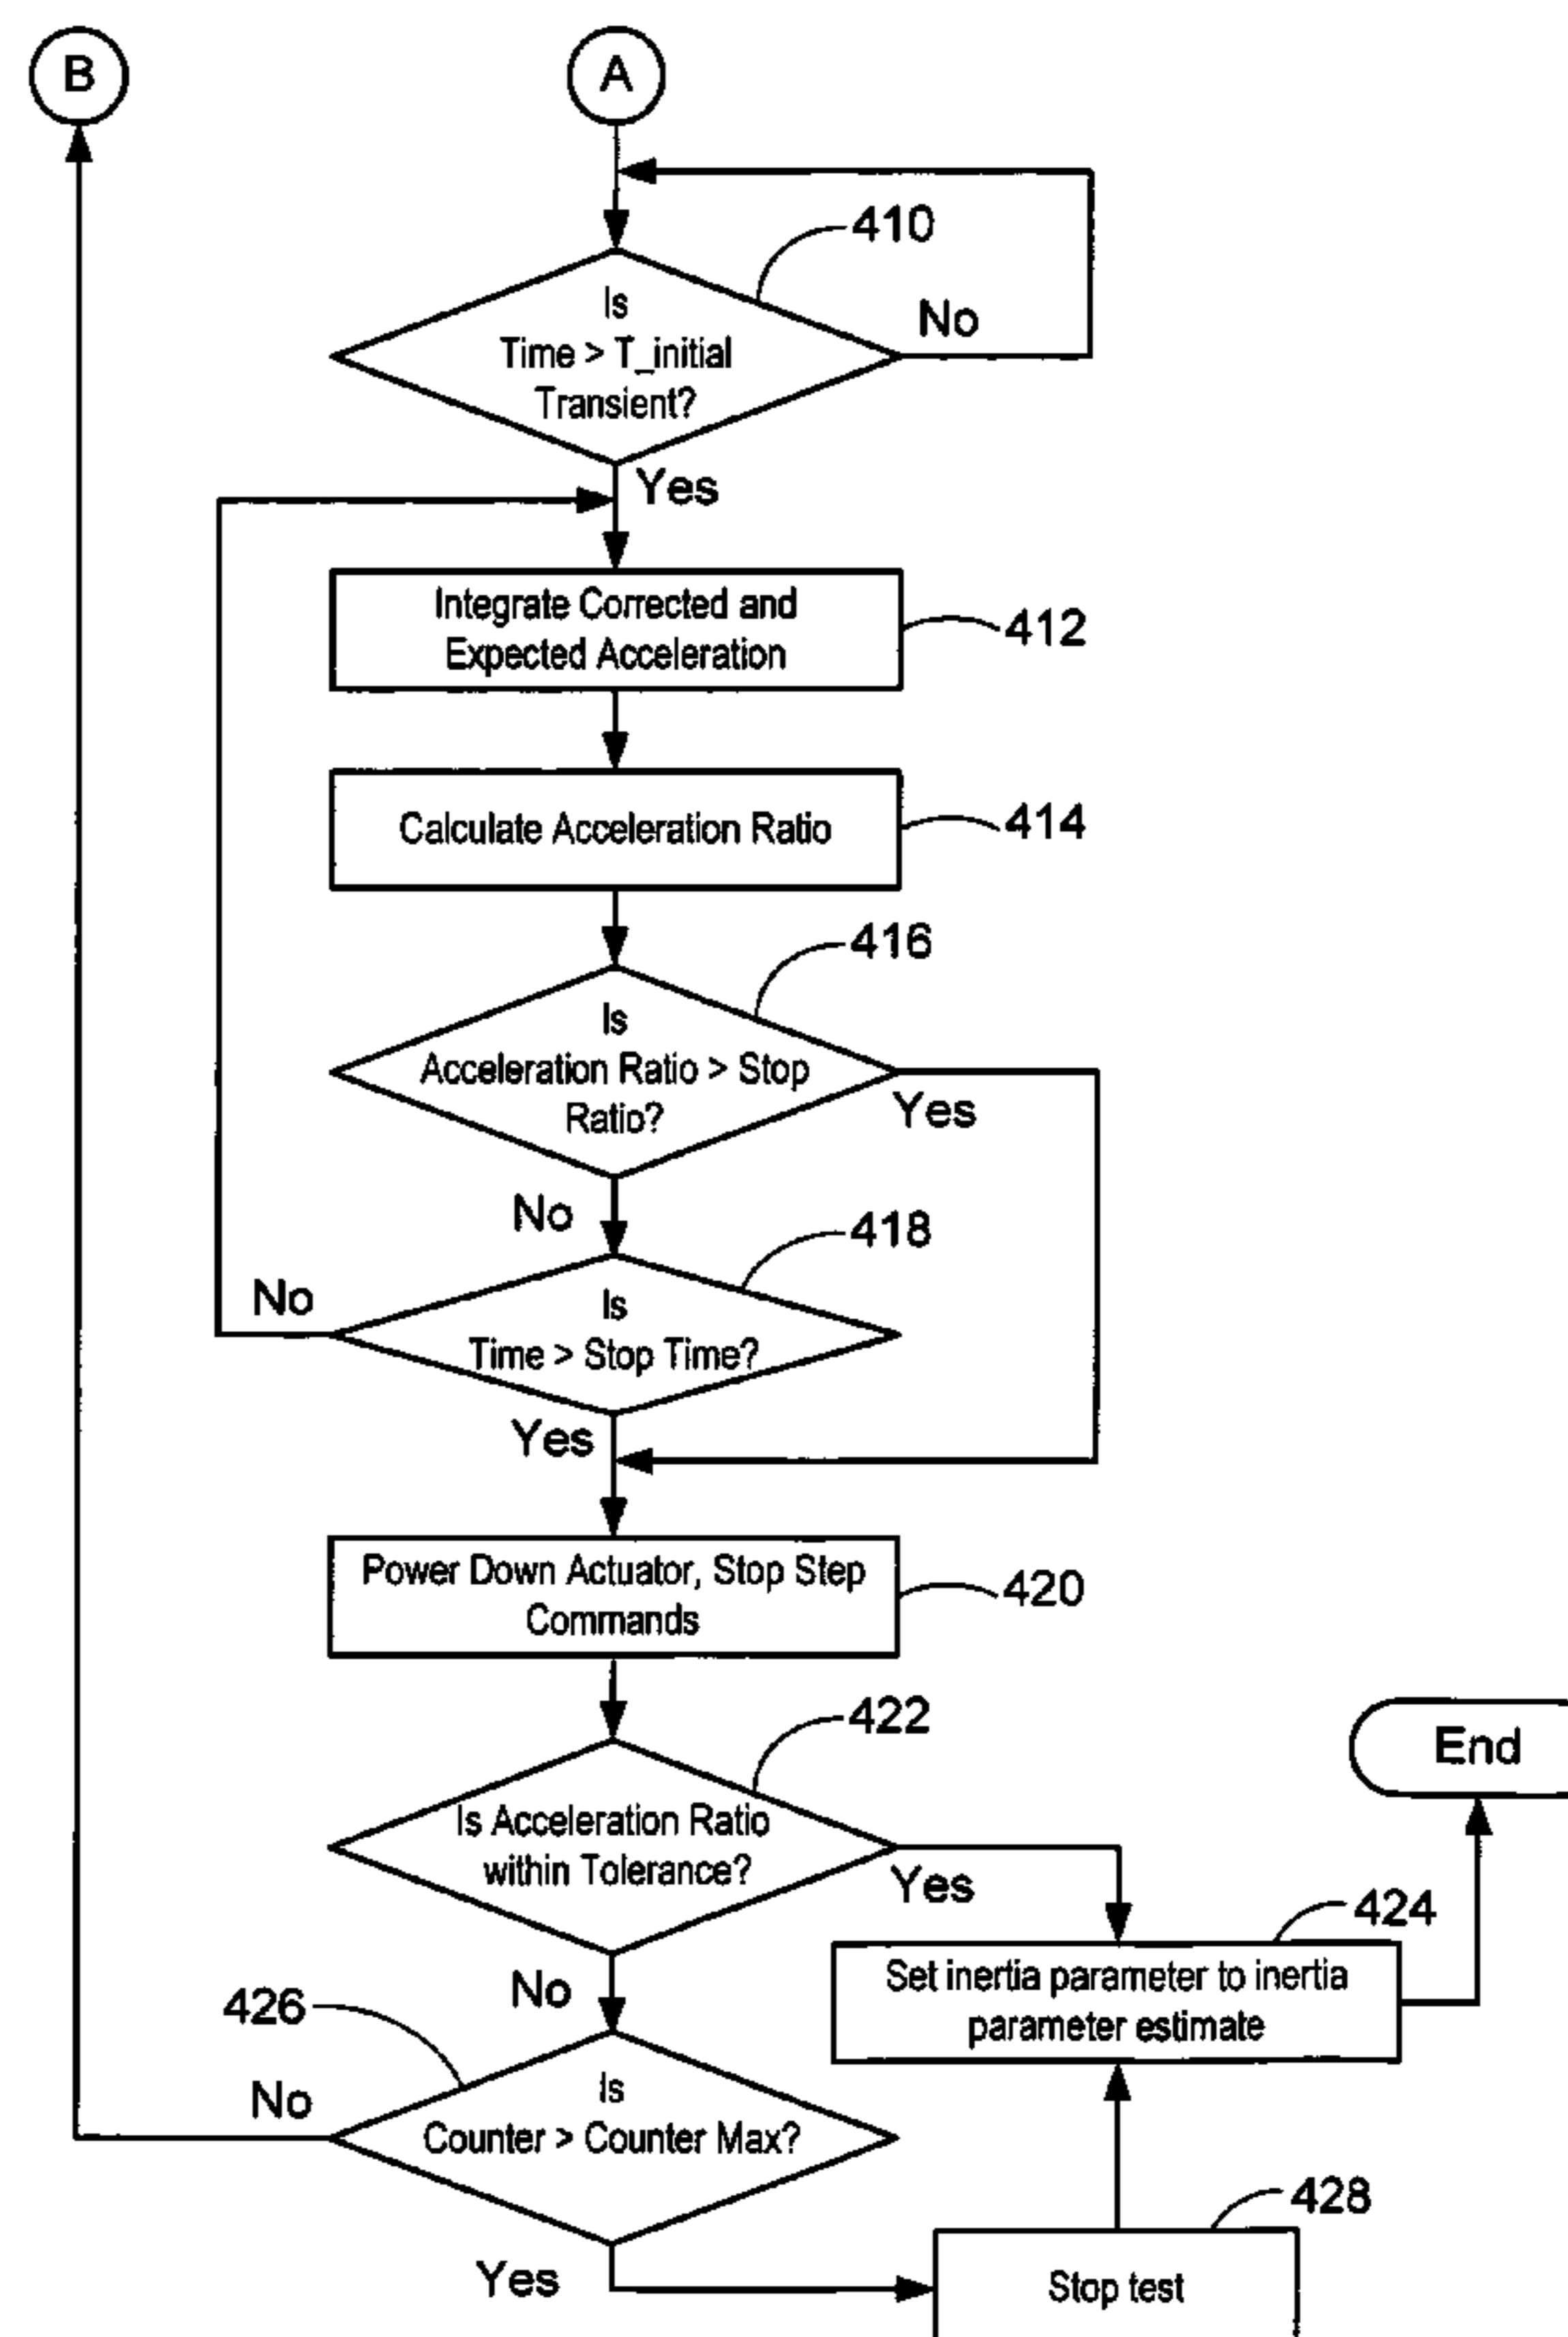 B
A
410
Is
Time > T_initial
Transient?
No
Yes
Integrate Corrected and
Expected Acceleration
412
Calculate Acceleration Ratio
414
416
Is
Acceleration Ratio > Stop
Ratio?
Yes
No
418
Is
Time > Stop Time?
No
Yes
Power Down Actuator, Stop Step
Commands
420
422
Is Acceleration Ratio
within Tolerance?
Yes
End
424
Set inertia parameter to inertia
parameter estimate
No
426
Is
Counter > Counter Max?
No
Yes
428
Stop test